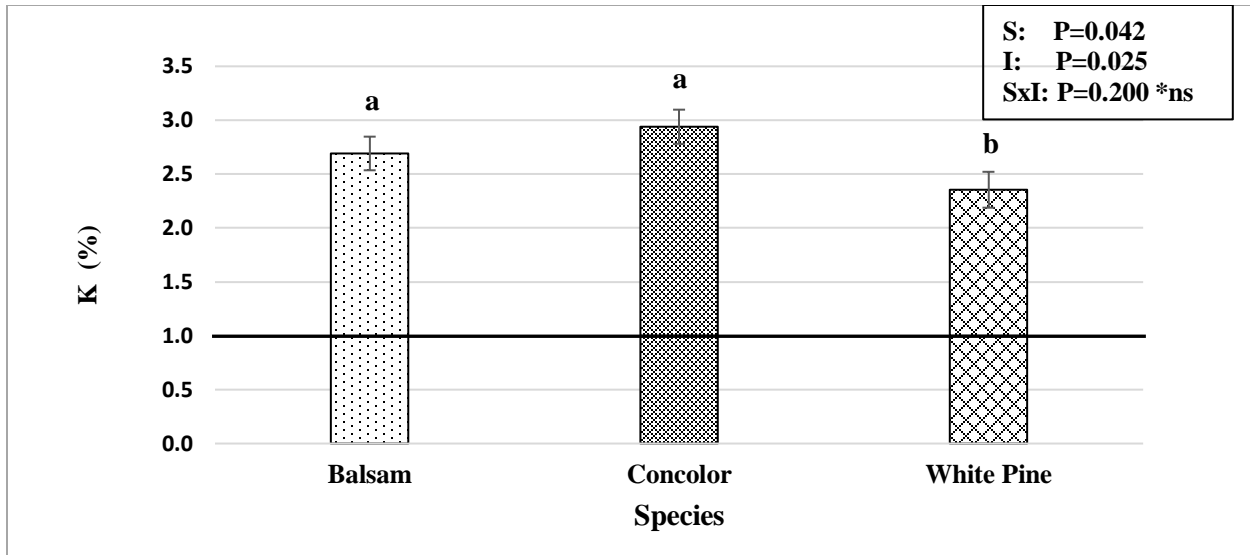 S: P=0.042
I: P=0.025
SxI: P=0.200 *ns
3.5
3.0
2.5
2.0
1.5
1.0
0.5
0.0
K (%)
a
a
b
Balsam
Concolor
White Pine
Species